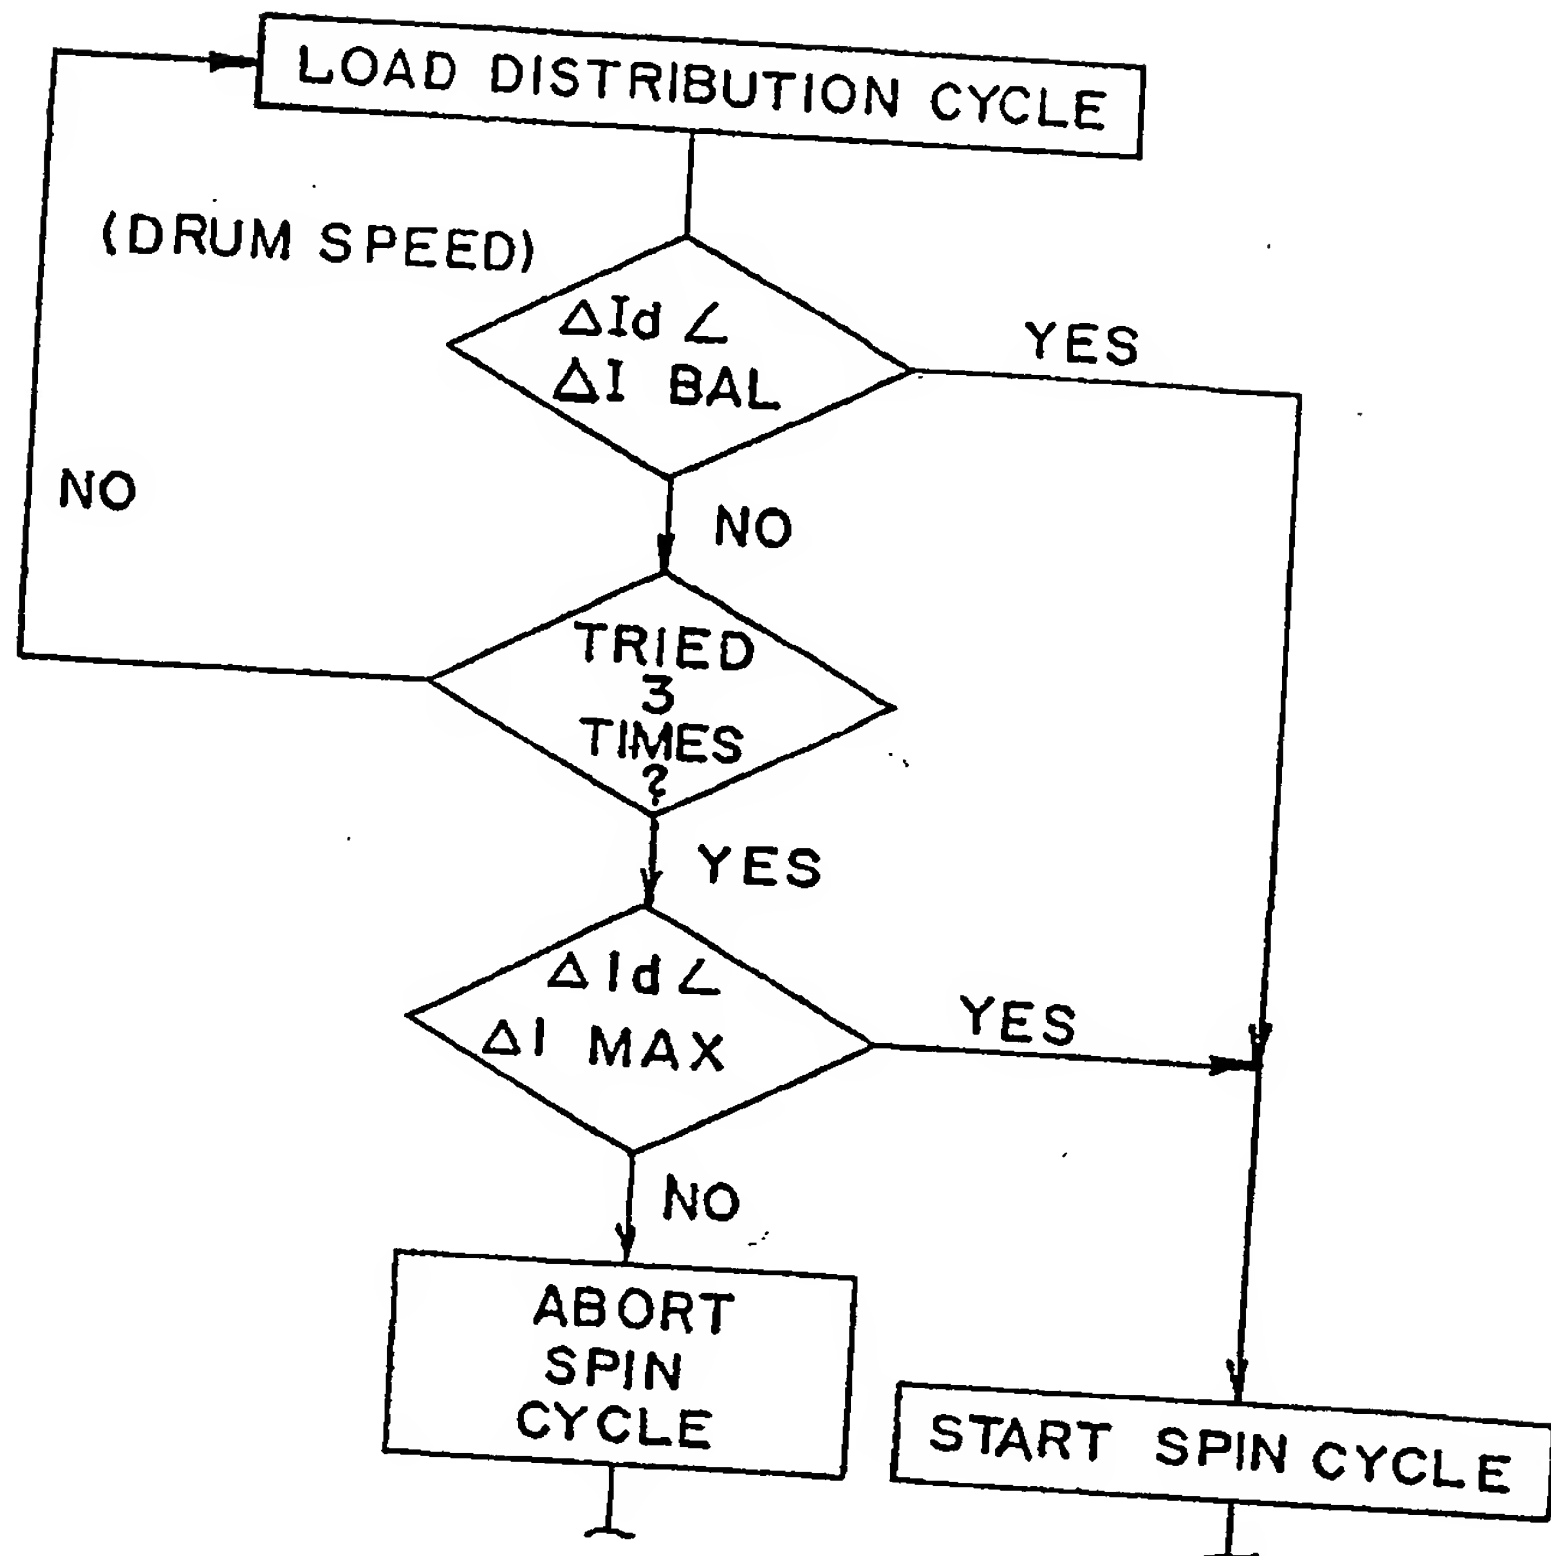 LOAD DISTRIBUTION CYCLE
(DRUM SPEED)
ΔId ∠
ΔI BAL
YES
NO
NO
TRIED
3
TIMES
?
YES
ΔId ∠
ΔI MAX
YES
NO
ABORT
SPIN
CYCLE
START SPIN CYCLE